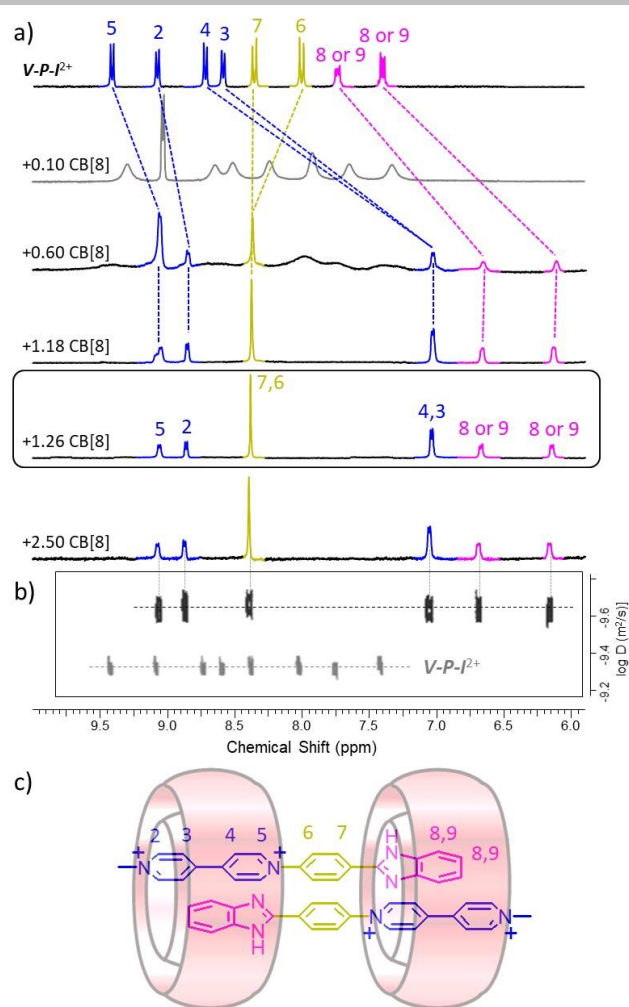 a)
5 2 4 3 7 6 8 or 9 8 or 9
V-P-I²⁺
+0.10 CB[8]
+0.60 CB[8]
+1.18 CB[8]
7,6
+1.26 CB[8] 5 2 4,3 8 or 9 8 or 9
+2.50 CB[8]
b)
-9.6
-9.4
-9.2
log D (m²/s)]
V-P-I²⁺
9.5 9.0 8.5 8.0 7.5 7.0 6.5 6.0
Chemical Shift (ppm)
c)
2 3 4 5 6 7 8,9
8,9
+ + H
N N N
N
N N N
N + +
H